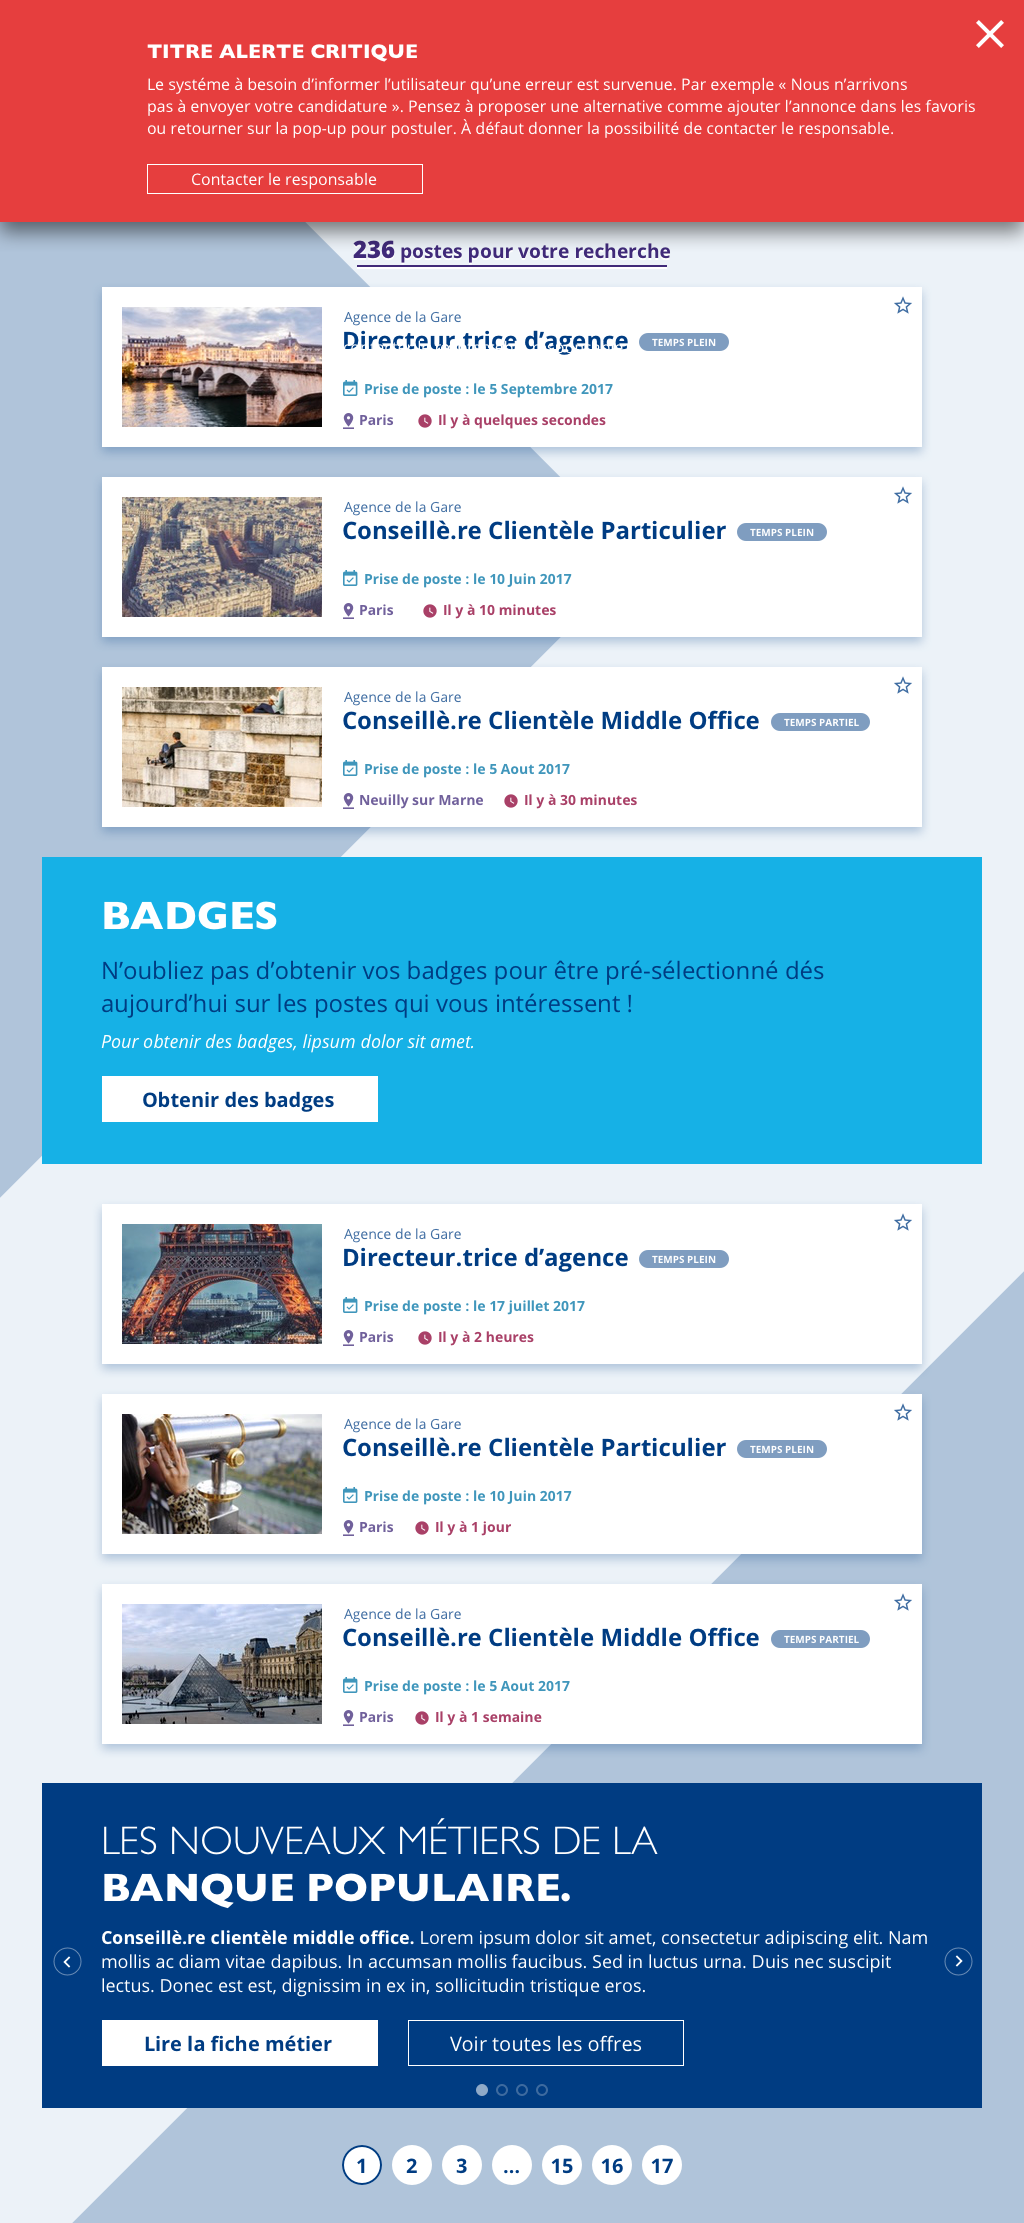 TITRE ALERTE CRITIQUE
Le systéme à besoin d’informer l’utilisateur qu’une erreur est survenue. Par exemple « Nous n’arrivons
pas à envoyer votre candidature ». Pensez à proposer une alternative comme ajouter l’annonce dans les favoris
ou retourner sur la pop-up pour postuler. À défaut donner la possibilité de contacter le responsable.
Contacter le responsable
236 postes pour votre recherche
Agence de la Gare
Directeur.trice d’agence TEMPS PLEIN
Prise de poste : le 5 Septembre 2017
Paris Il y à quelques secondes
Agence de la Gare
Conseillè.re Clientèle Particulier TEMPS PLEIN
Prise de poste : le 10 Juin 2017
Paris Il y à 10 minutes
Agence de la Gare
Conseillè.re Clientèle Middle Office TEMPS PARTIEL
Prise de poste : le 5 Aout 2017
Neuilly sur Marne Il y à 30 minutes
BADGES
N’oubliez pas d’obtenir vos badges pour être pré-sélectionné dés
aujourd’hui sur les postes qui vous intéressent !
Pour obtenir des badges, lipsum dolor sit amet.
Obtenir des badges
Agence de la Gare
Directeur.trice d’agence TEMPS PLEIN
Prise de poste : le 17 juillet 2017
Paris Il y à 2 heures
Agence de la Gare
Conseillè.re Clientèle Particulier TEMPS PLEIN
Prise de poste : le 10 Juin 2017
Paris Il y à 1 jour
Agence de la Gare
Conseillè.re Clientèle Middle Office TEMPS PARTIEL
Prise de poste : le 5 Aout 2017
Paris Il y à 1 semaine
LES NOUVEAUX MÉTIERS DE LA
BANQUE POPULAIRE.
Conseillè.re clientèle middle office. Lorem ipsum dolor sit amet, consectetur adipiscing elit. Nam
mollis ac diam vitae dapibus. In accumsan mollis faucibus. Sed in luctus urna. Duis nec suscipit
lectus. Donec est est, dignissim in ex in, sollicitudin tristique eros.
Lire la fiche métier Voir toutes les offres
1 2 3 ... 15 16 17